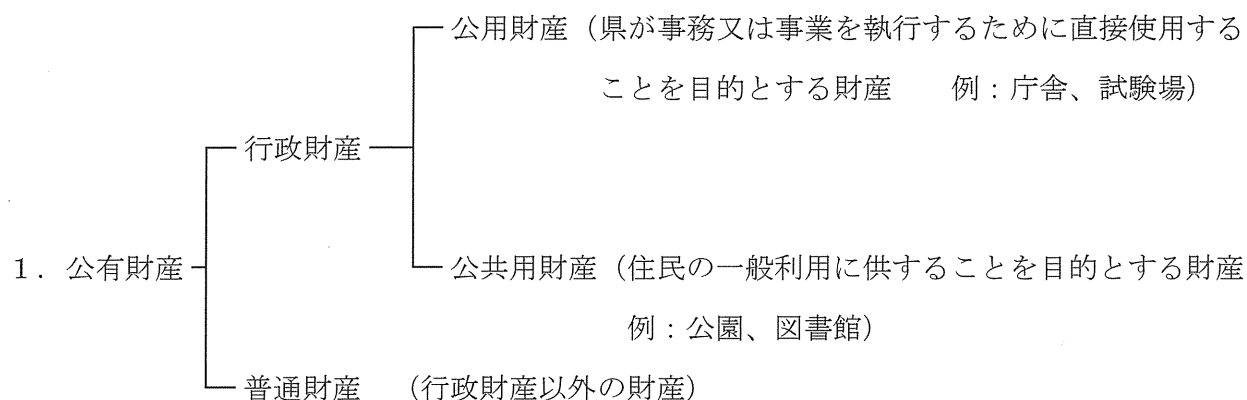 公用財産（県が事務又は事業を執行するために直接使用する
ことを目的とする財産　　例：庁舎、試験場）
行政財産
1．公有財産
公共用財産（住民の一般利用に供することを目的とする財産
例：公園、図書館）
普通財産　（行政財産以外の財産）